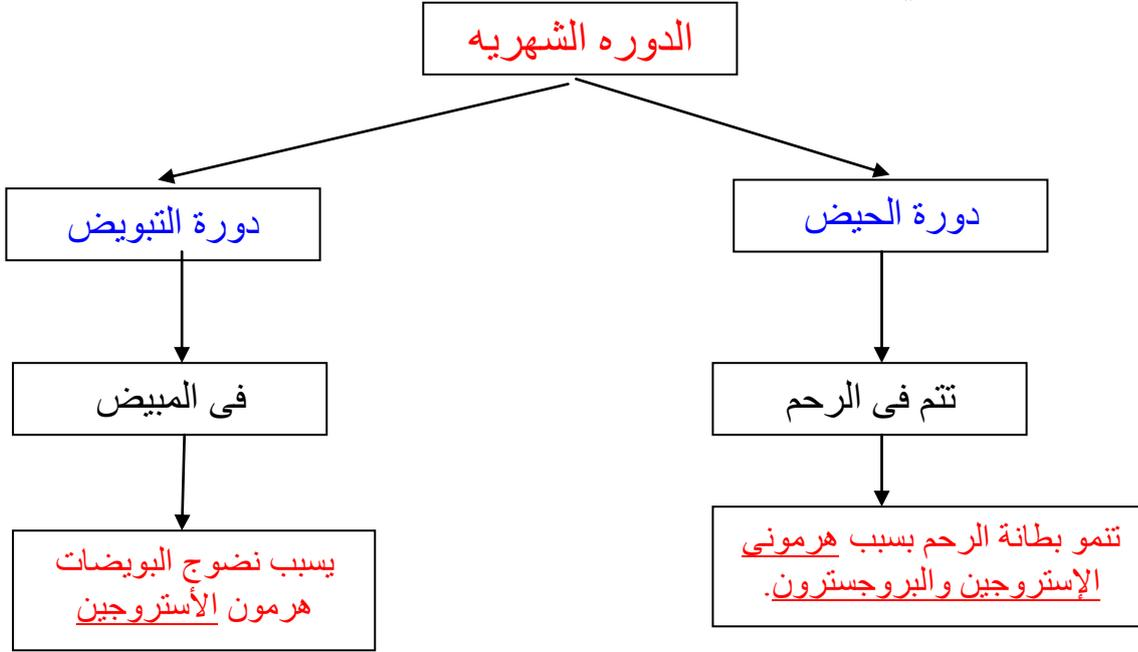 الدوره الشهريه
دورة الحيض
دورة التبويض
تتم فى الرحم
فى المبيض
تنمو بطانة الرحم بسبب هرمونى
الإستروجين والبروجسترون.
يسبب نضوج البويضات
هرمون الأستروجين